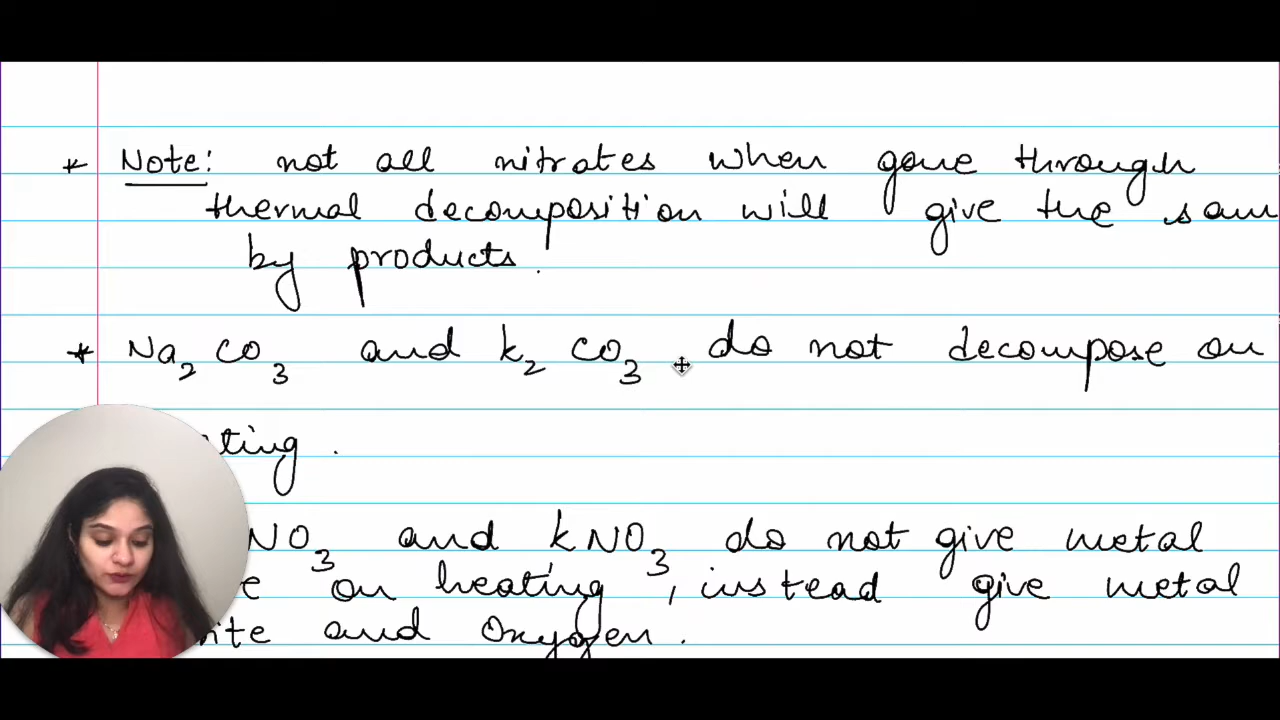 * Note: not all nitrates when gone through
thermal decomposition will give the sam
by products.
* Na₂CO₃ and k₂CO₃ do not decompose on
ting.
NO₃ and kNO₃ do not give metal
e on heating, instead give metal
ite and Oxygen.